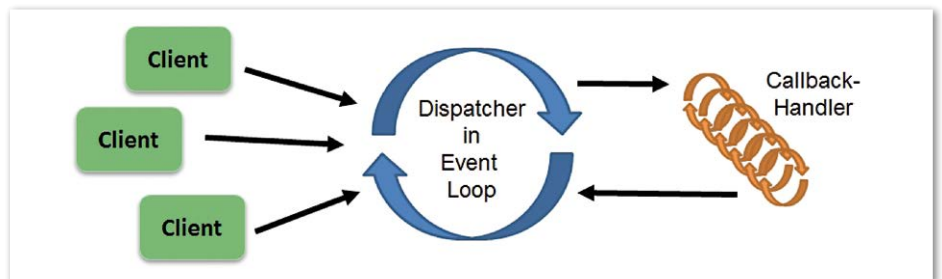 Client
Client
Client
Dispatcher
in
Event
Loop
Callback-
Handler